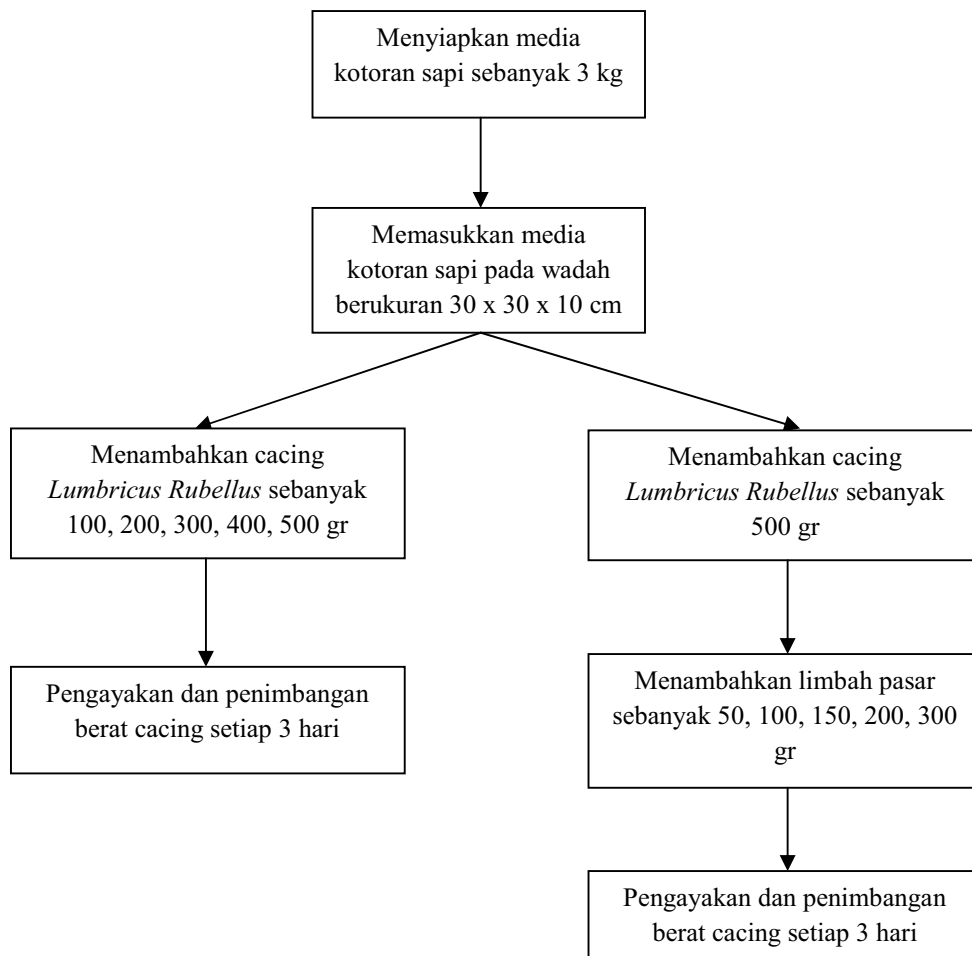 Menyiapkan media
kotoran sapi sebanyak 3 kg
Memasukkan media
kotoran sapi pada wadah
berukuran 30 x 30 x 10 cm
Menambahkan cacing
Lumbricus Rubellus sebanyak
100, 200, 300, 400, 500 gr
Pengayakan dan penimbangan
berat cacing setiap 3 hari
Menambahkan cacing
Lumbricus Rubellus sebanyak
500 gr
Menambahkan limbah pasar
sebanyak 50, 100, 150, 200, 300
gr
Pengayakan dan penimbangan
berat cacing setiap 3 hari